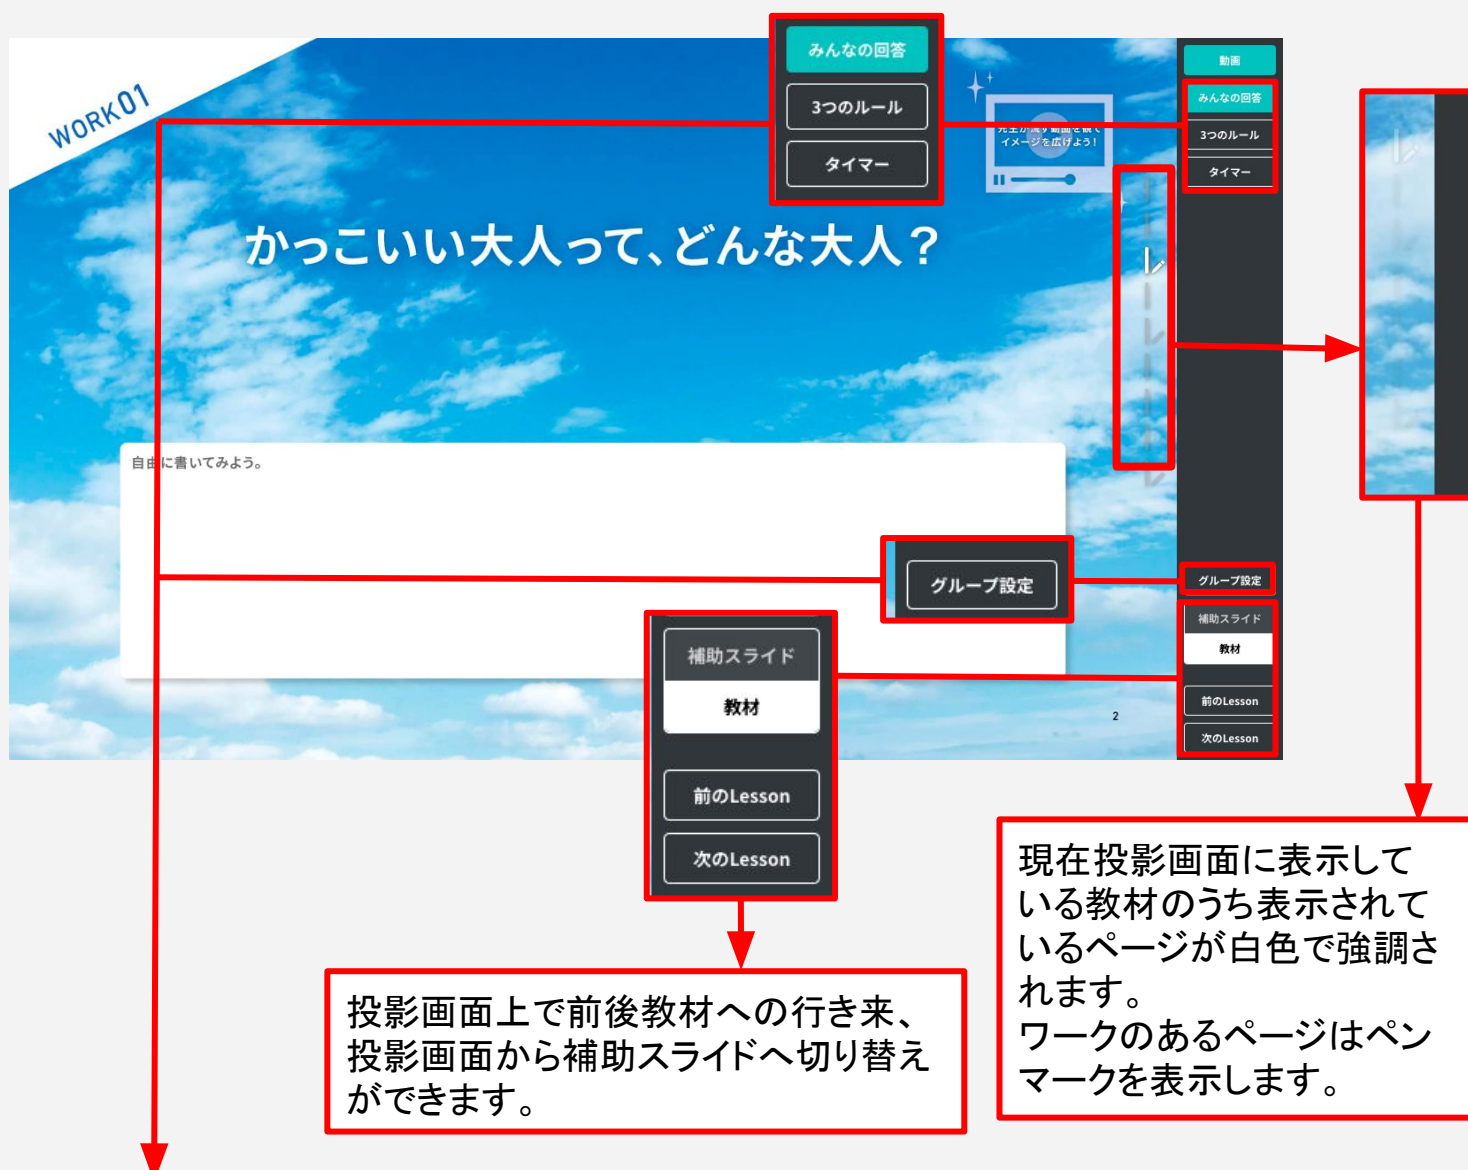 WORK01
みんなの回答
3つのルール
タイマー
先生が流す動画を観て
イメージを広げよう!
かっこいい大人って、どんな大人?
自由に書いてみよう。
2
動画
みんなの回答
3つのルール
タイマー
グループ設定
グループ設定
補助スライド
教材
前のLesson
次のLesson
補助スライド
教材
前のLesson
次のLesson
投影画面上で前後教材への行き来、
投影画面から補助スライドへ切り替え
ができます。
現在投影画面に表示して
いる教材のうち表示されて
いるページが白色で強調さ
れます。
ワークのあるページはペン
マークを表示します。